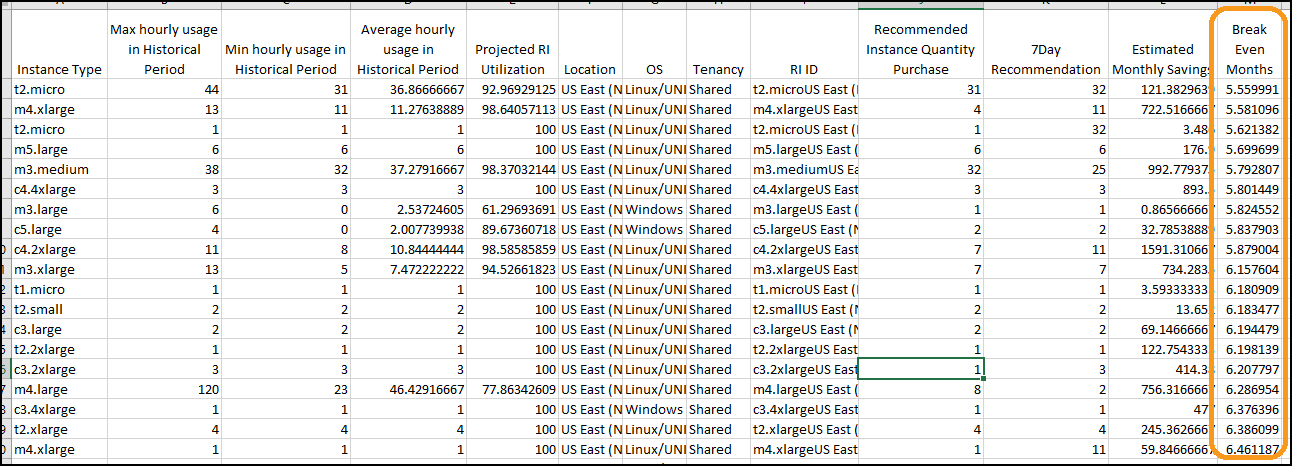 Instance Type Max hourly usage in Historical Period Min hourly usage in Historical Period Average hourly usage in Historical Period Projected RI Utilization Location OS Tenancy RI ID Recommended Instance Quantity Purchase 7Day Recommendation Estimated Monthly Saving Break Even Months
t2.micro 44 31 36.86666667 92.96929125 US East (N Linux/UNI Shared t2.microUS East ( 31 32 121.382963 5.559991
m4.xlarge 13 11 11.27638889 98.64057113 US East (N Linux/UNI Shared m4.xlargeUS East 4 11 722.516666 5.581096
t2.micro 1 1 1 100 US East (N Linux/UNI Shared t2.microUS East ( 1 32 3.48 5.621382
m5.large 6 6 6 100 US East (N Linux/UNI Shared m5.largeUS East ( 6 6 176. 5.699699
m3.medium 38 32 37.27916667 98.37032144 US East (N Linux/UNI Shared m3.mediumUS Ea 32 25 992.77937 5.792807
c4.4xlarge 3 3 3 100 US East (N Linux/UNI Shared c4.4xlargeUS East 3 3 893. 5.801449
m3.large 6 0 2.53724605 61.29693691 US East (N Windows Shared m3.largeUS East ( 1 1 0.865666666 5.824552
c5.large 4 0 2.007739938 89.67360718 US East (N Windows Shared c5.largeUS East (N 2 2 32.7853888 5.837903
c4.2xlarge 11 8 10.84444444 98.58585859 US East (N Linux/UNI Shared c4.2xlargeUS East 7 11 1591.31066 5.879004
m3.xlarge 13 5 7.472222222 94.52661823 US East (N Linux/UNI Shared m3.xlargeUS East 7 7 734.283 6.157604
t1.micro 1 1 1 100 US East (N Linux/UNI Shared t1.microUS East ( 1 1 3.59333333 6.180909
t2.small 2 2 2 100 US East (N Linux/UNI Shared t2.smallUS East (N 2 2 13.65 6.183477
c3.large 2 2 2 100 US East (N Linux/UNI Shared c3.largeUS East (N 2 2 69.1466666 6.194479
t2.2xlarge 1 1 1 100 US East (N Linux/UNI Shared t2.2xlargeUS East 1 1 122.754333 6.198139
c3.2xlarge 3 3 3 100 US East (N Linux/UNI Shared c3.2xlargeUS East 1 3 414.3 6.207797
m4.large 120 23 46.42916667 77.86342609 US East (N Linux/UNI Shared m4.largeUS East ( 8 2 756.316666 6.286954
c3.4xlarge 1 1 1 100 US East (N Windows Shared c3.4xlargeUS East 1 1 47 6.376396
t2.xlarge 4 4 4 100 US East (N Linux/UNI Shared t2.xlargeUS East ( 4 4 245.362666 6.386099
m4.xlarge 1 1 1 100 US East (N Linux/UNI Shared m4.xlargeUS East 1 11 59.8466666 6.461187